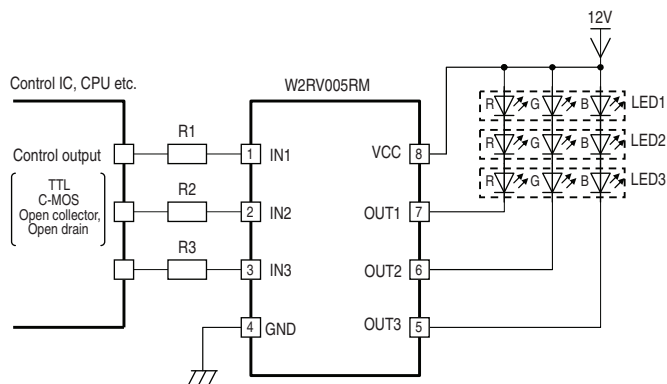 12V
Control IC, CPU etc.
W2RV005RM
R G B LED1
R G B LED2
R G B LED3
R1
1 IN1
VCC 8
Control output
TTL
C-MOS
Open collector,
Open drain
R2
2 IN2
OUT1 7
R3
3 IN3
OUT2 6
4 GND
OUT3 5